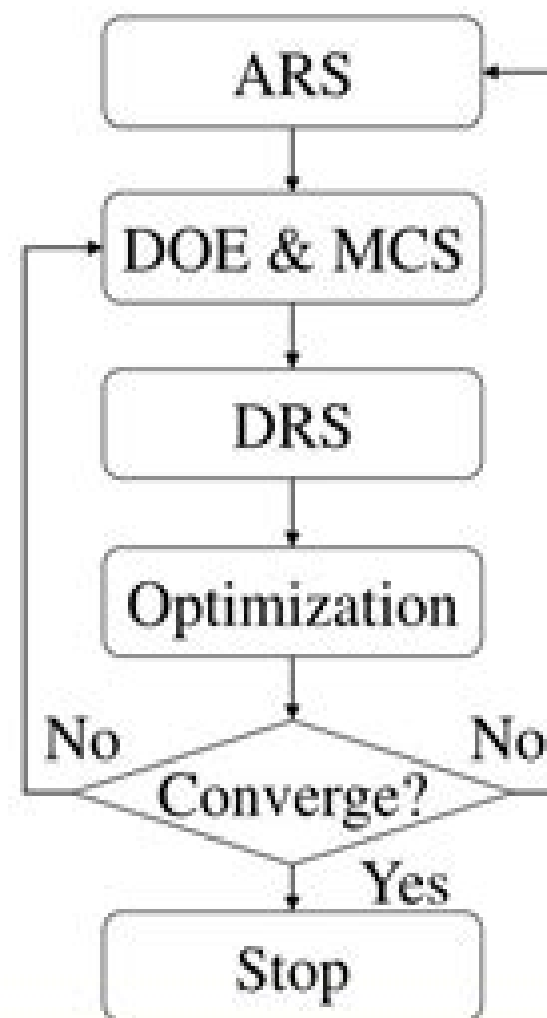 ARS
DOE & MCS
DRS
Optimization
No
No
Converge?
Yes
Stop